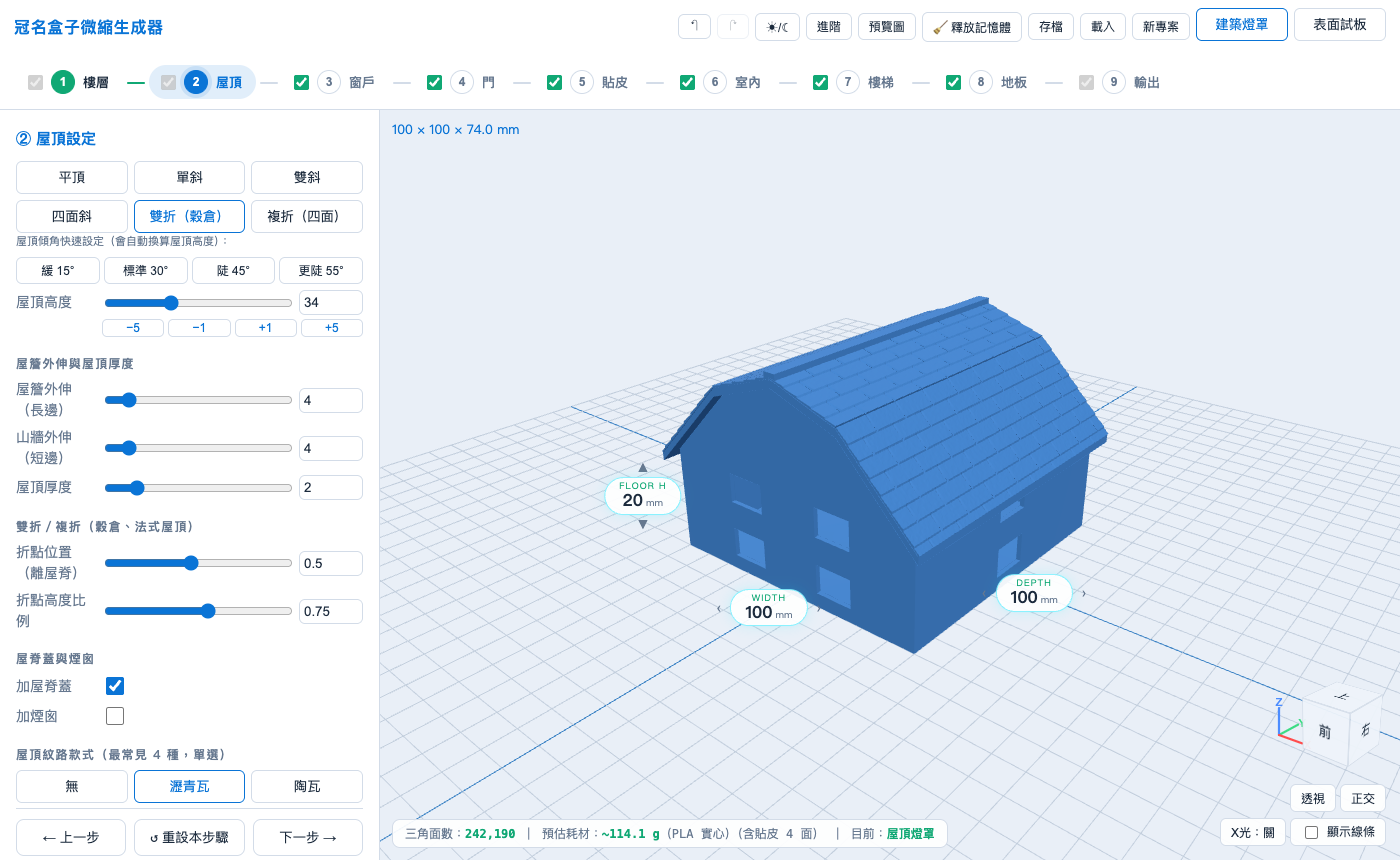 冠名盒子微縮生成器
☀/☾ 進階 預覽圖 🧹 釋放記憶體 存檔 載入 新專案 建築燈罩 表面試板
1 樓層 2 屋頂 3 窗戶 4 門 5 貼皮 6 室內 7 樓梯 8 地板 9 輸出
② 屋頂設定
平頂 單斜 雙斜
四面斜 雙折（穀倉） 複折（四面）
屋頂傾角快速設定（會自動換算屋頂高度）：
緩 15° 標準 30° 陡 45° 更陡 55°
屋頂高度 34
−5 −1 +1 +5
屋簷外伸與屋頂厚度
屋簷外伸
（長邊） 4
山牆外伸
（短邊） 4
屋頂厚度 2
雙折 / 複折（穀倉、法式屋頂）
折點位置
（離屋脊） 0.5
折點高度比
例 0.75
屋脊蓋與煙囪
加屋脊蓋
加煙囪
屋頂紋路款式（最常見 4 種，單選）
無 瀝青瓦 陶瓦
← 上一步 ↺ 重設本步驟 下一步 →
100 × 100 × 74.0 mm
FLOOR H
20 mm
WIDTH
100 mm
DEPTH
100 mm
Z
前 右
透視 正交
X光：關 顯示線條
三角面數：242,190 | 預估耗材：~114.1 g (PLA 實心)（含貼皮 4 面） | 目前：屋頂燈罩